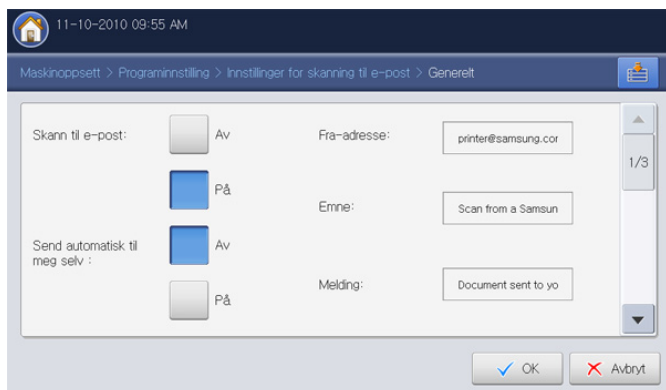 11-10-2010 09:55 AM
Maskinoppsett > Programinnstilling > Innstillinger for skanning til e-post > Generelt
Skann til e-post:
Av
På
Fra-adresse:
printer@samsung.cor
1/3
Emne:
Scan from a Samsun
Send automatisk til
meg selv :
Av
På
Melding:
Document sent to yo
OK
Avbryt